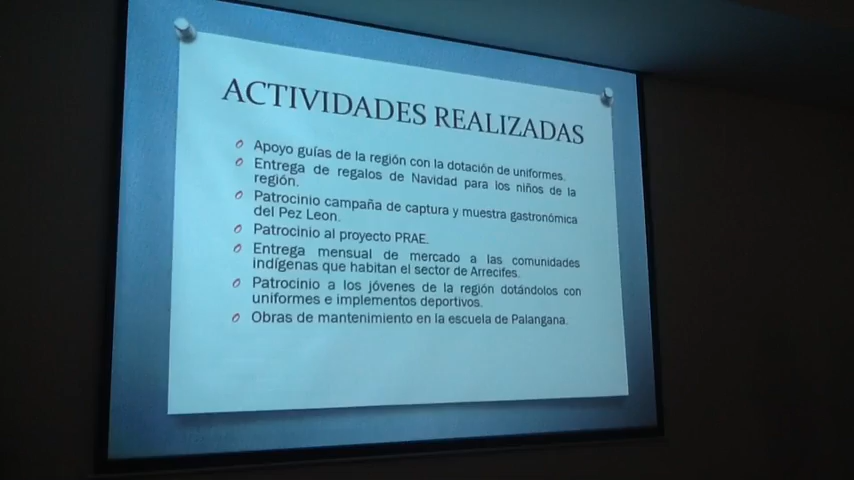 ACTIVIDADES REALIZADAS
Apoyo guías de la región con la dotación de uniformes.
Entrega de regalos de Navidad para los niños de la
región.
Patrocinio campaña de captura y muestra gastronómica
del Pez Leon.
Patrocinio al proyecto PRAE.
Entrega mensual de mercado a las comunidades
indígenas que habitan el sector de Arrecifes.
Patrocinio a los jóvenes de la región dotándolos con
uniformes e implementos deportivos.
Obras de mantenimiento en la escuela de Palangana.